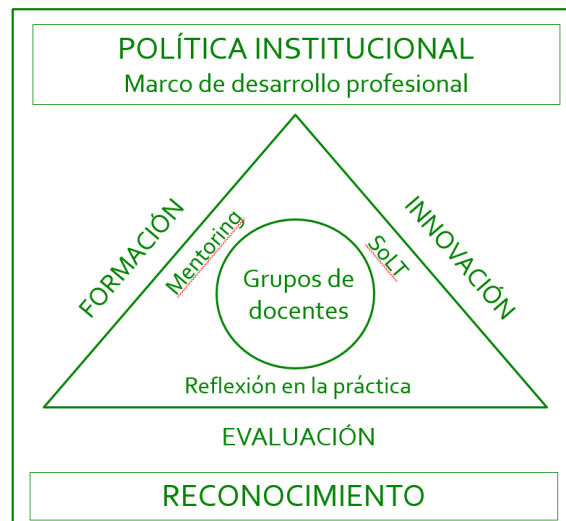 POLÍTICA INSTITUCIONAL
Marco de desarrollo profesional
FORMACIÓN
Mentoring
INNOVACIÓN
SoLT
Grupos de
docentes
Reflexión en la práctica
EVALUACIÓN
RECONOCIMIENTO